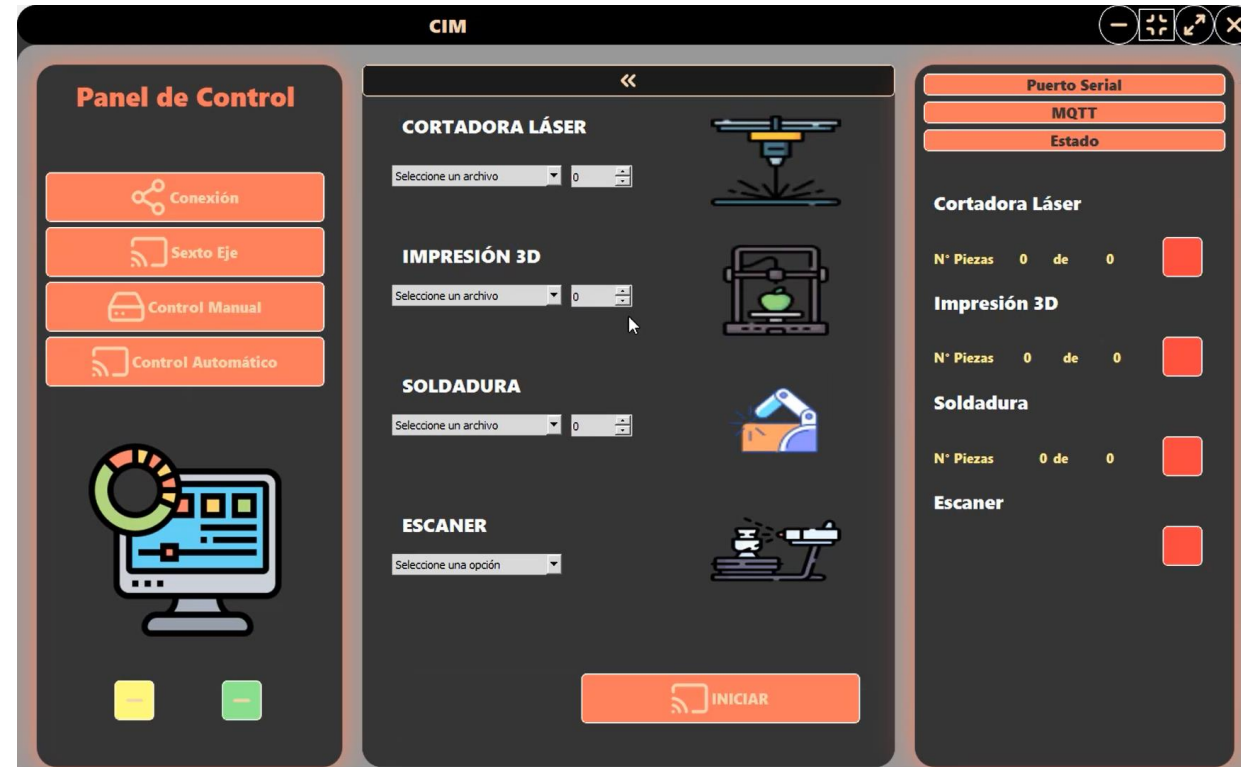 CIM
Panel de Control
Conexión
Sexto Eje
Control Manual
Control Automático
CORTADORA LÁSER
Seleccione un archivo 0
IMPRESIÓN 3D
Seleccione un archivo 0
SOLDADURA
Seleccione un archivo 0
ESCANER
Seleccione una opción
INICIAR
Puerto Serial
MQTT
Estado
Cortadora Láser
N° Piezas 0 de 0
Impresión 3D
N° Piezas 0 de 0
Soldadura
N° Piezas 0 de 0
Escaner